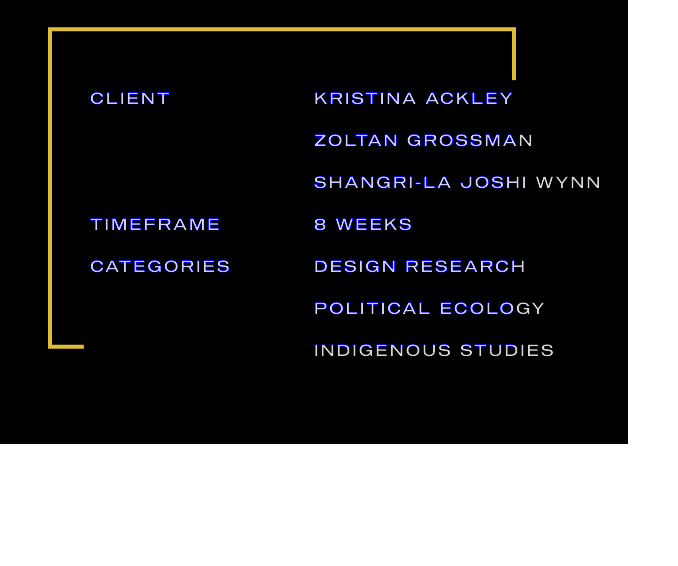 CLIENT KRISTINA ACKLEY
ZOLTAN GROSSMAN
SHANGRI-LA JOSHI WYNN
TIMEFRAME 8 WEEKS
CATEGORIES DESIGN RESEARCH
POLITICAL ECOLOGY
INDIGENOUS STUDIES